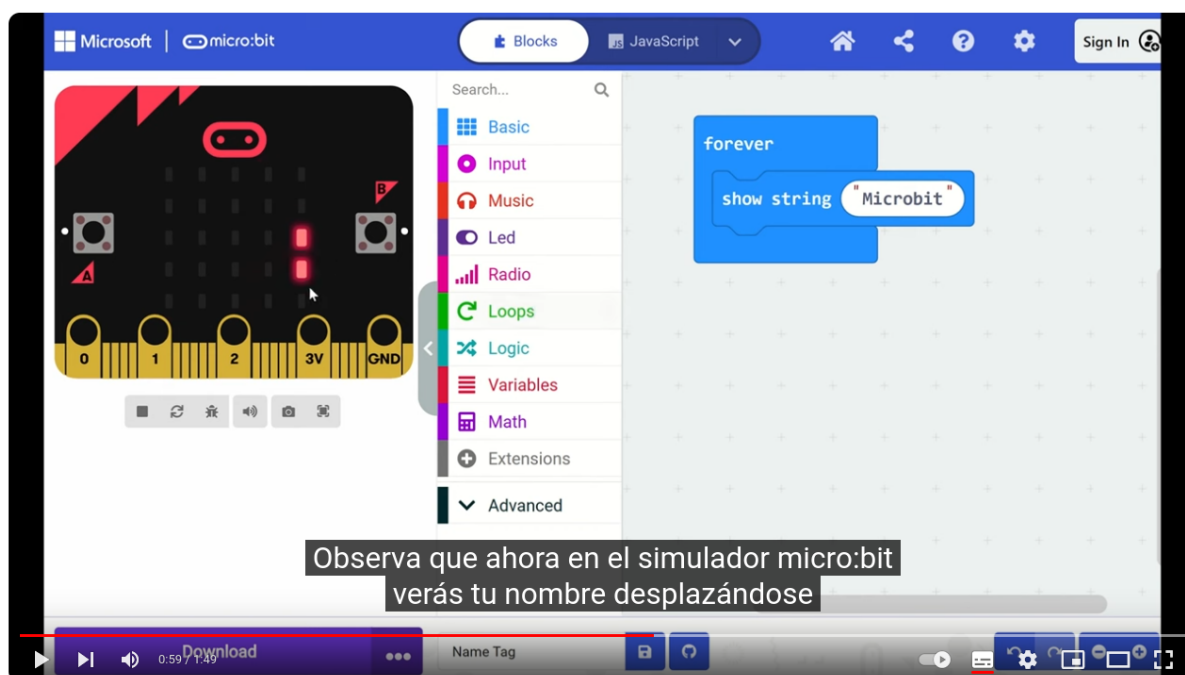 Microsoft
micro:bit
Blocks
JS
JavaScript
Sign In
Search...
Basic
Input
Music
Led
Radio
Loops
Logic
Variables
Math
Extensions
Advanced
B
A
0
1
2
3V
GND
forever
show string "Microbit"
Observa que ahora en el simulador micro:bit
verás tu nombre desplazándose
Download
0:59 / 1:49
Name Tag